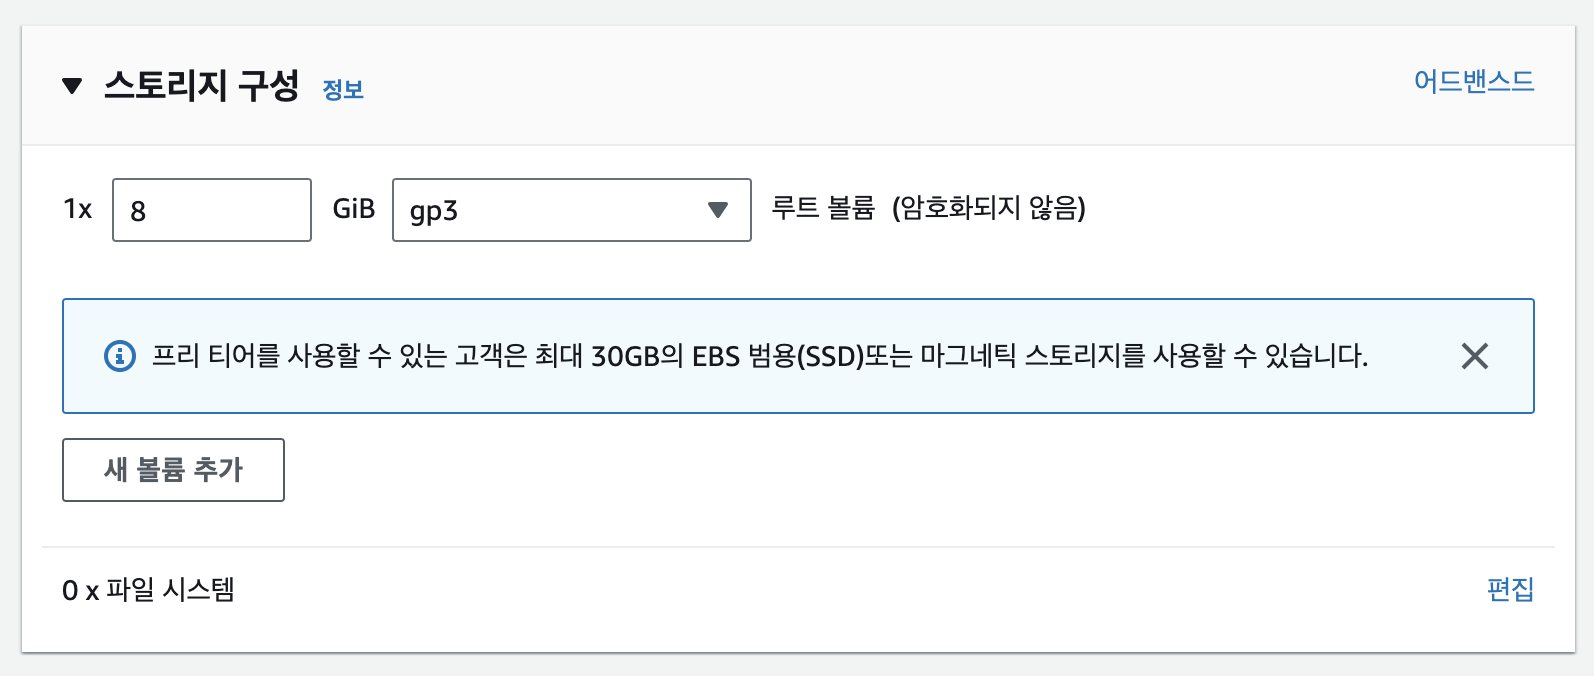 스토리지 구성 정보 어드밴스드
1x 8 GiB gp3 루트 볼륨 (암호화되지 않음)
프리 티어를 사용할 수 있는 고객은 최대 30GB의 EBS 범용(SSD)또는 마그네틱 스토리지를 사용할 수 있습니다.
새 볼륨 추가
0 x 파일 시스템 편집